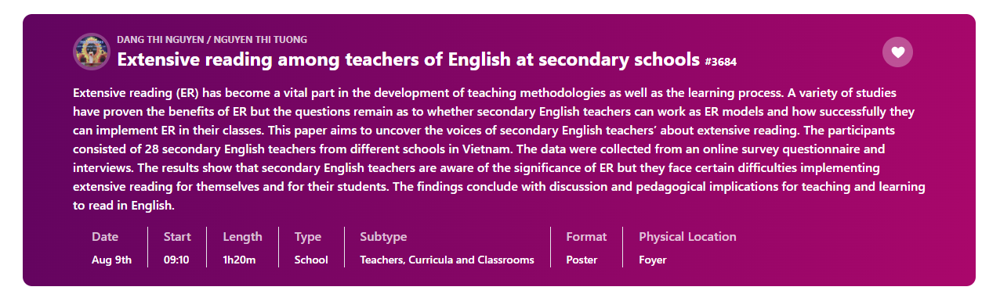 DANG THI NGUYEN / NGUYEN THI TUONG
Extensive reading among teachers of English at secondary schools #3684
Extensive reading (ER) has become a vital part in the development of teaching methodologies as well as the learning process. A variety of studies
have proven the benefits of ER but the questions remain as to whether secondary English teachers can work as ER models and how successfully they
can implement ER in their classes. This paper aims to uncover the voices of secondary English teachers’ about extensive reading. The participants
consisted of 28 secondary English teachers from different schools in Vietnam. The data were collected from an online survey questionnaire and
interviews. The results show that secondary English teachers are aware of the significance of ER but they face certain difficulties implementing
extensive reading for themselves and for their students. The findings conclude with discussion and pedagogical implications for teaching and learning
to read in English.
Date Start Length Type Subtype Format Physical Location
Aug 9th 09:10 1h20m School Teachers, Curricula and Classrooms Poster Foyer